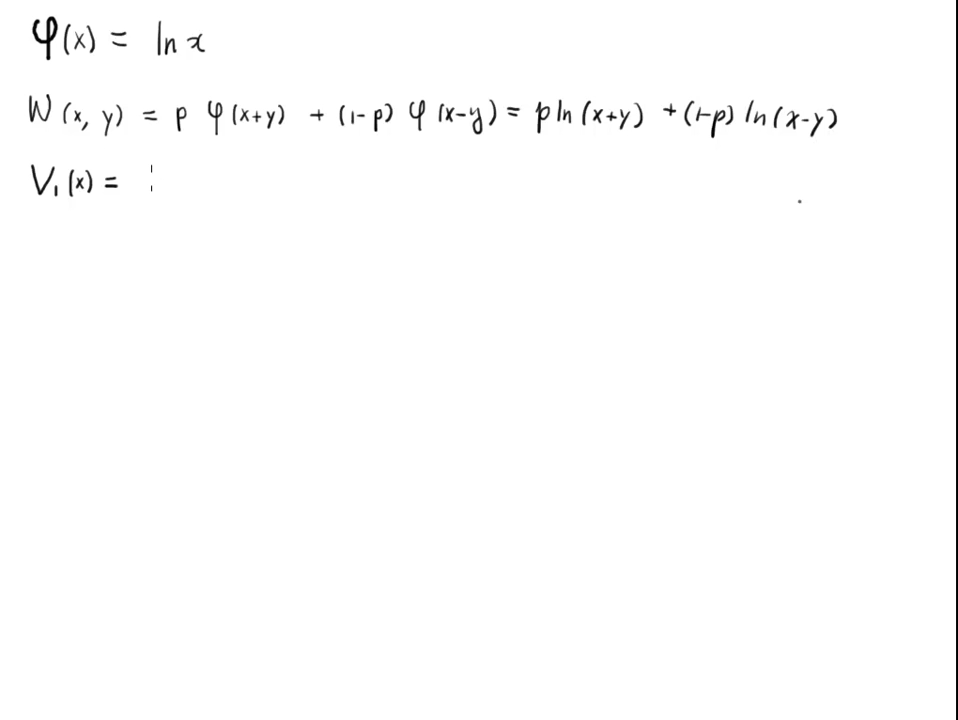 φ(x) = ln x
W(x, y) = p φ(x+y) + (1-p) φ(x-y) = p ln(x+y) + (1-p) ln(x-y)
V₁(x) =